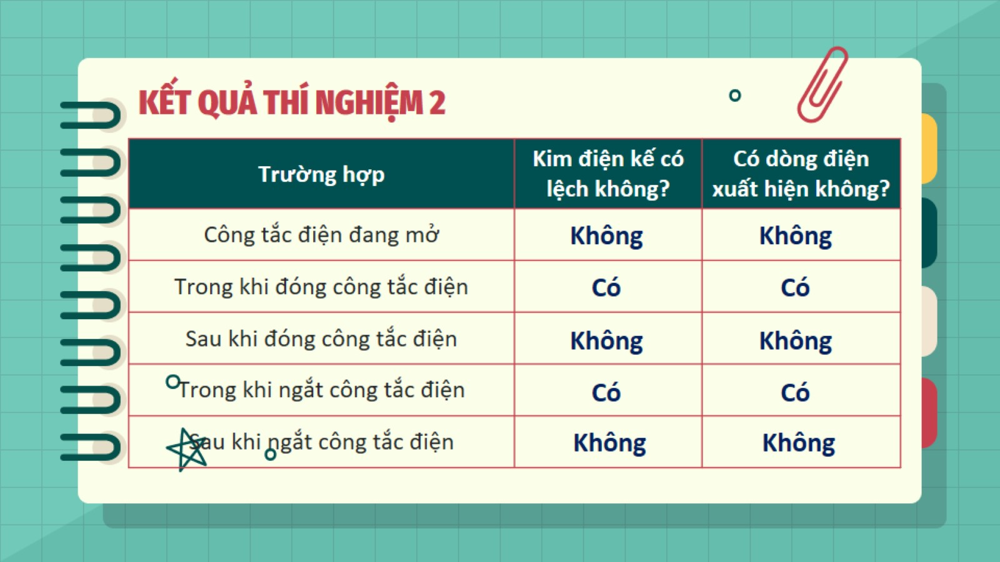 KẾT QUẢ THÍ NGHIỆM 2
Trường hợp
Kim điện kế có
lệch không?
Có dòng điện
xuất hiện không?
Công tắc điện đang mở
Không
Không
Trong khi đóng công tắc điện
Có
Có
Sau khi đóng công tắc điện
Không
Không
Trong khi ngắt công tắc điện
Có
Có
Sau khi ngắt công tắc điện
Không
Không